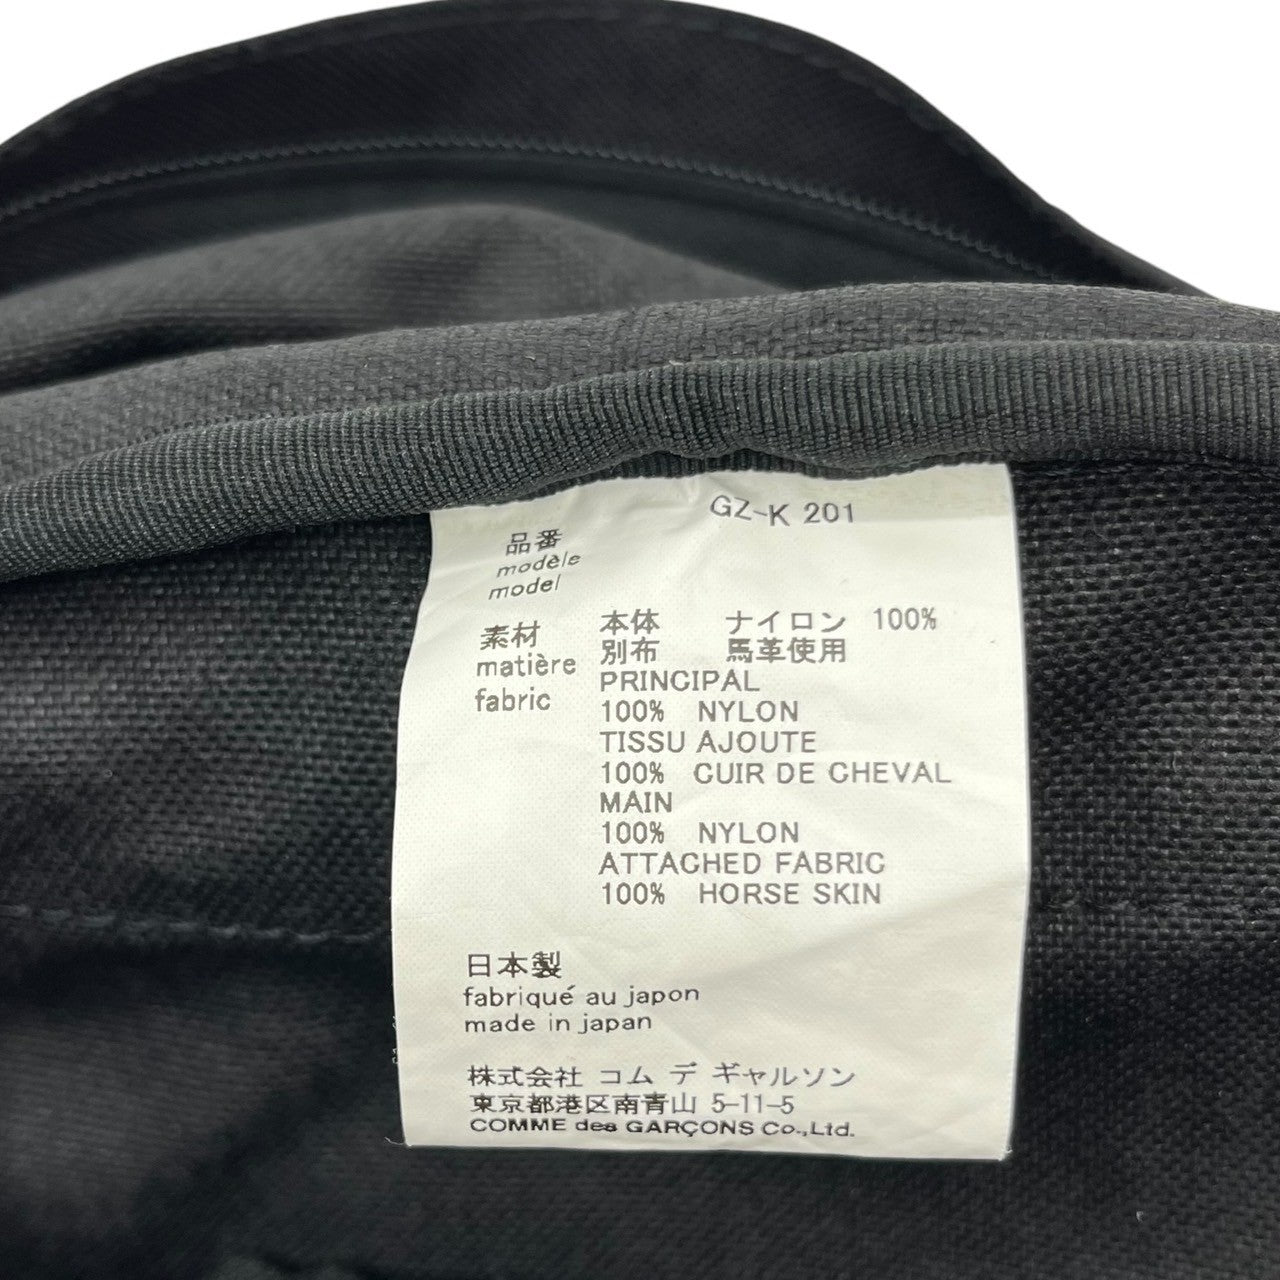 GZ-K 201
品番
modèle
model
素材
matière
fabric
本体 ナイロン 100%
別布 馬革使用
PRINCIPAL
100% NYLON
TISSU AJOUTE
100% CUIR DE CHEVAL
MAIN
100% NYLON
ATTACHED FABRIC
100% HORSE SKIN
日本製
fabriqué au japon
made in japan
株式会社 コム デ ギャルソン
東京都港区南青山 5-11-5
COMME des GARÇONS Co.,Ltd.